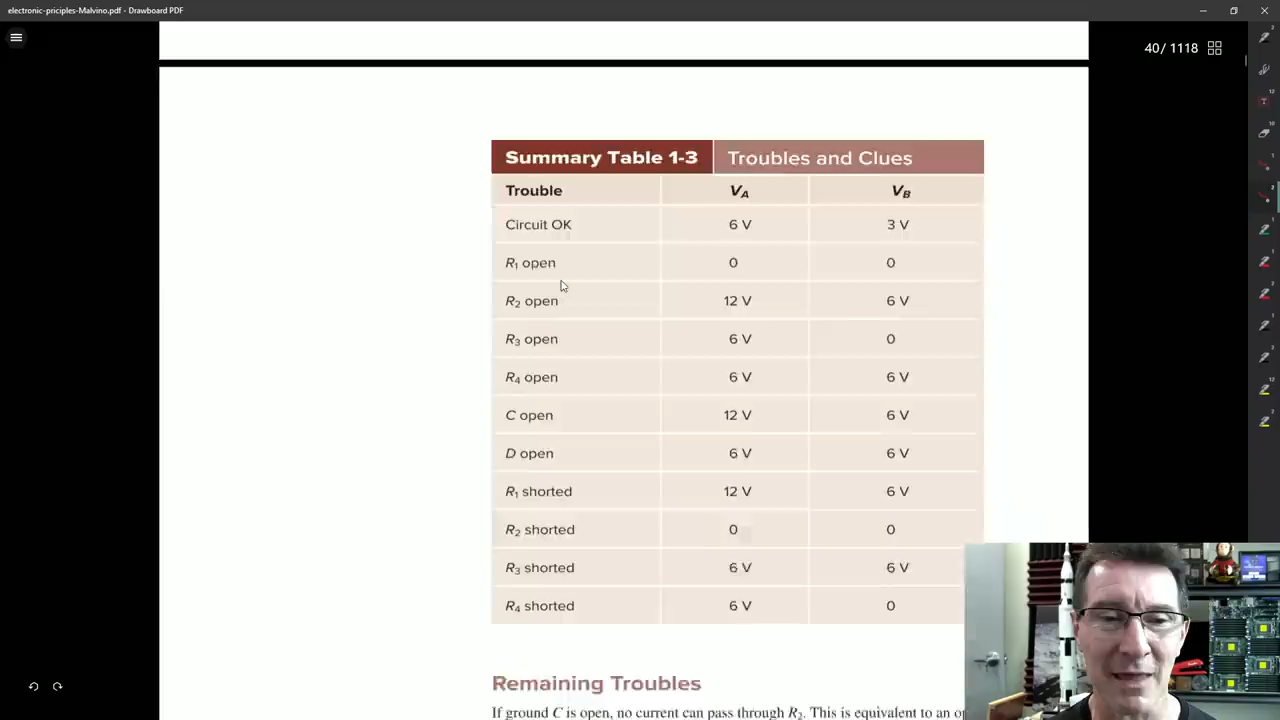 electronic-priciples-Malvino.pdf - Drawboard PDF
40 / 1118
Summary Table 1-3 Troubles and Clues
Trouble VA VB
Circuit OK 6 V 3 V
R1 open 0 0
R2 open 12 V 6 V
R3 open 6 V 0
R4 open 6 V 6 V
C open 12 V 6 V
D open 6 V 6 V
R1 shorted 12 V 6 V
R2 shorted 0 0
R3 shorted 6 V 6 V
R4 shorted 6 V 0
Remaining Troubles
If ground C is open, no current can pass through R2. This is equivalent to an